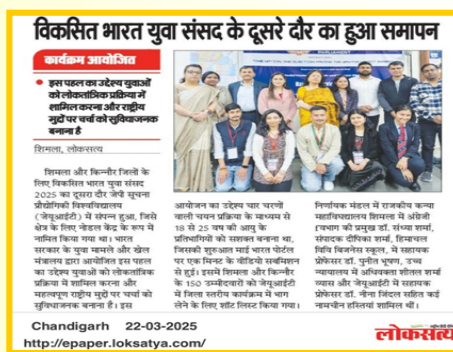 विकसित भारत युवा संसद के दूसरे दौर का हुआ समापन
कार्यक्रम आयोजित
इस पहल का उद्देश्य युवाओं
को लोकतांत्रिक प्रक्रिया में
शामिल करना और राष्ट्रीय
मुद्दों पर चर्चा को सुविधाजनक
बनाना है
शिमला, लोकसत्य
शिमला और किन्नौर जिलों के
लिए विकसित भारत युवा संसद
2025 का दूसरा दौर जेपी सूचना
प्रौद्योगिकी विश्वविद्यालय
(जेयूआईटी) में संपन्न हुआ, जिसे
क्षेत्र के लिए नोडल केंद्र के रूप में
नामित किया गया था। भारत
सरकार के युवा मामले और खेल
मंत्रालय द्वारा आयोजित इस पहल
का उद्देश्य युवाओं को लोकतांत्रिक
प्रक्रिया में शामिल करना और
महत्वपूर्ण राष्ट्रीय मुद्दों पर चर्चा को
सुविधाजनक बनाना है। इस
आयोजन का उद्देश्य चार चरणों
वाली चयन प्रक्रिया के माध्यम से
18 से 25 वर्ष की आयु के
प्रतिभागियों को सशक्त बनाना था,
जिसकी शुरुआत माई भारत पोर्टल
पर एक मिनट के वीडियो सबमिशन
से हुई। इसमें शिमला और किन्नौर
के 150 उम्मीदवारों को जेयूआईटी
में जिला स्तरीय कार्यक्रम में भाग
लेने के लिए शॉर्ट लिस्ट किया गया।
निर्णायक मंडल में राजकीय कन्या
महाविद्यालय शिमला में अंग्रेजी
विभाग की प्रमुख डॉ. संध्या शर्मा,
संपादक दीपिका शर्मा, हिमाचल
विवि बिजनेस स्कूल, में सहायक
प्रोफेसर डॉ. पुनीत भूषण, उच्च
न्यायालय में अधिवक्ता शीतल शर्मा
व्यास और जेयूआईटी में सहायक
प्रोफेसर डॉ. नीना जिंदल सहित कई
नामचीन हस्तियां शामिल थीं।
Chandigarh 22-03-2025
http://epaper.loksatya.com/
लोकसत्य